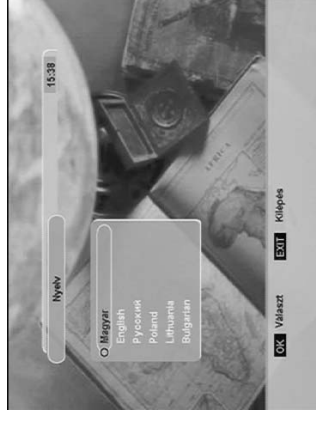 Nyelv 15:38
AFRICA
Magyar
English
Русский
Poland
Lithuania
Bulgarian
OK Választ EXIT Kilépés